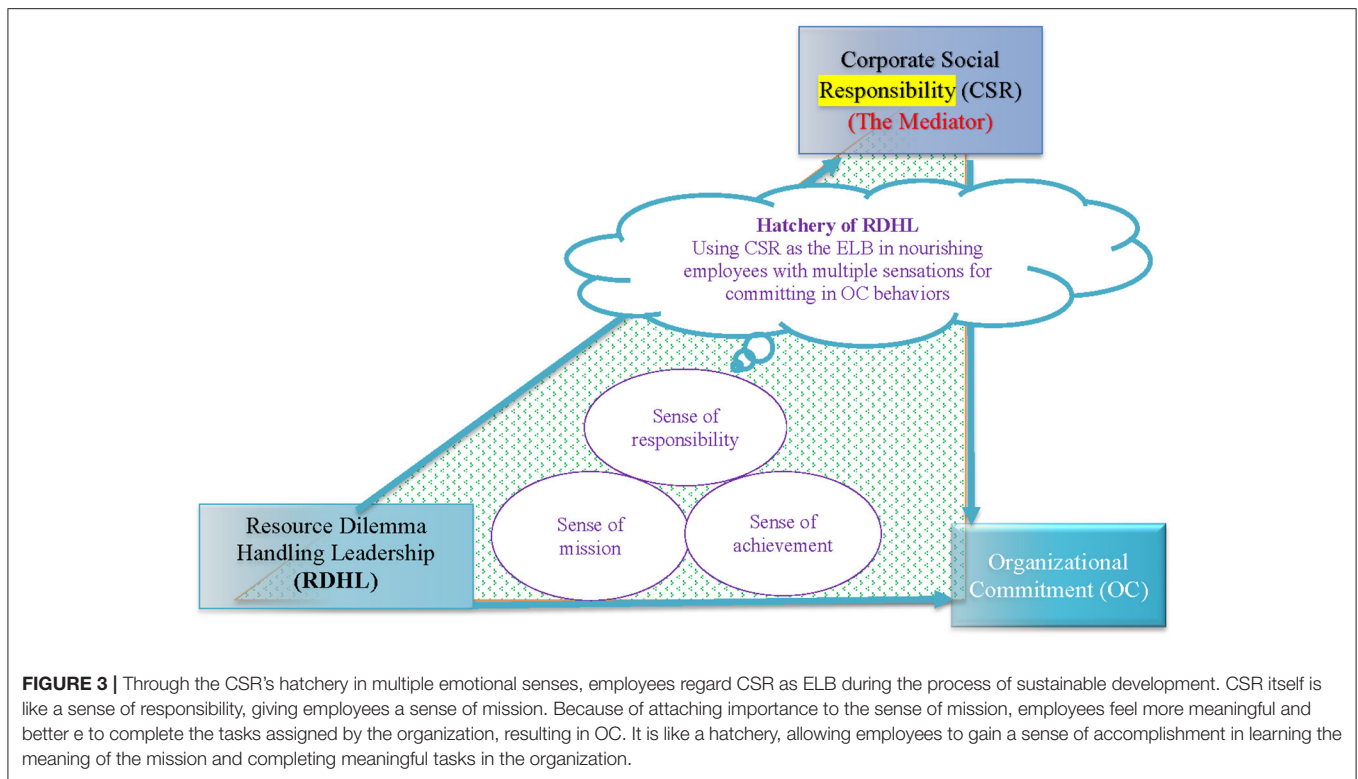 Corporate Social
Responsibility (CSR)
(The Mediator)
Hatchery of RDHL
Using CSR as the ELB in nourishing
employees with multiple sensations for
committing in OC behaviors
Sense of
responsibility
Sense of
mission
Sense of
achievement
Resource Dilemma
Handling Leadership
(RDHL)
Organizational
Commitment (OC)
FIGURE 3 | Through the CSR's hatchery in multiple emotional senses, employees regard CSR as ELB during the process of sustainable development. CSR itself is
like a sense of responsibility, giving employees a sense of mission. Because of attaching importance to the sense of mission, employees feel more meaningful and
better e to complete the tasks assigned by the organization, resulting in OC. It is like a hatchery, allowing employees to gain a sense of accomplishment in learning the
meaning of the mission and completing meaningful tasks in the organization.